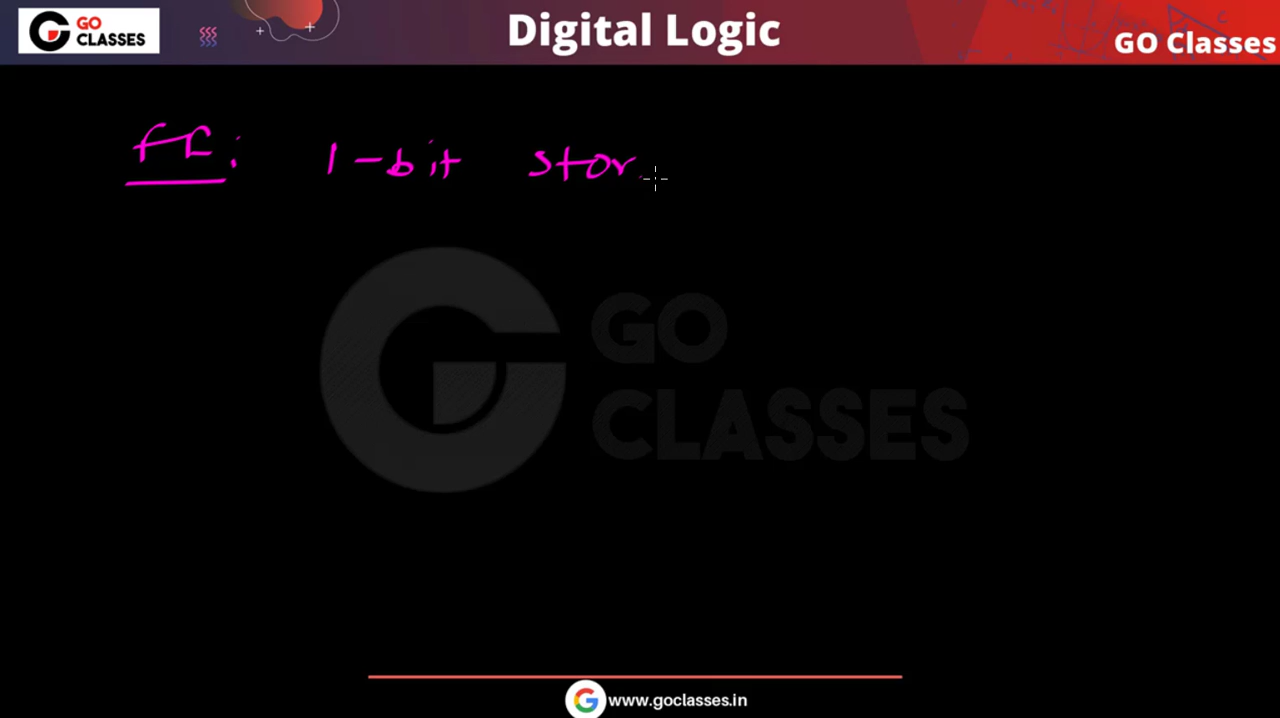 GO CLASSES
Digital Logic
GO Classes
FF: 1-bit stor
GO
CLASSES
www.goclasses.in